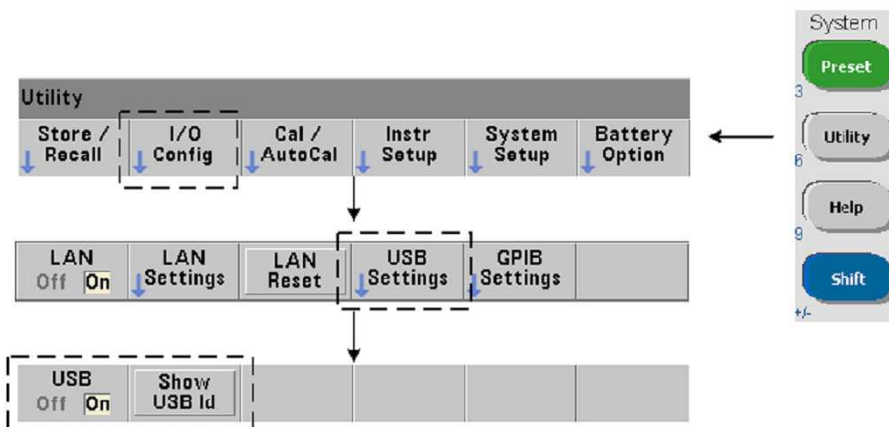 System
Preset
3
Utility
6
Help
9
Shift
+/-
Utility
Store / I/O Cal / Instr System Battery
Recall Config AutoCal Setup Setup Option
LAN LAN LAN USB GPIB
Off On Settings Reset Settings Settings
USB Show
Off On USB Id